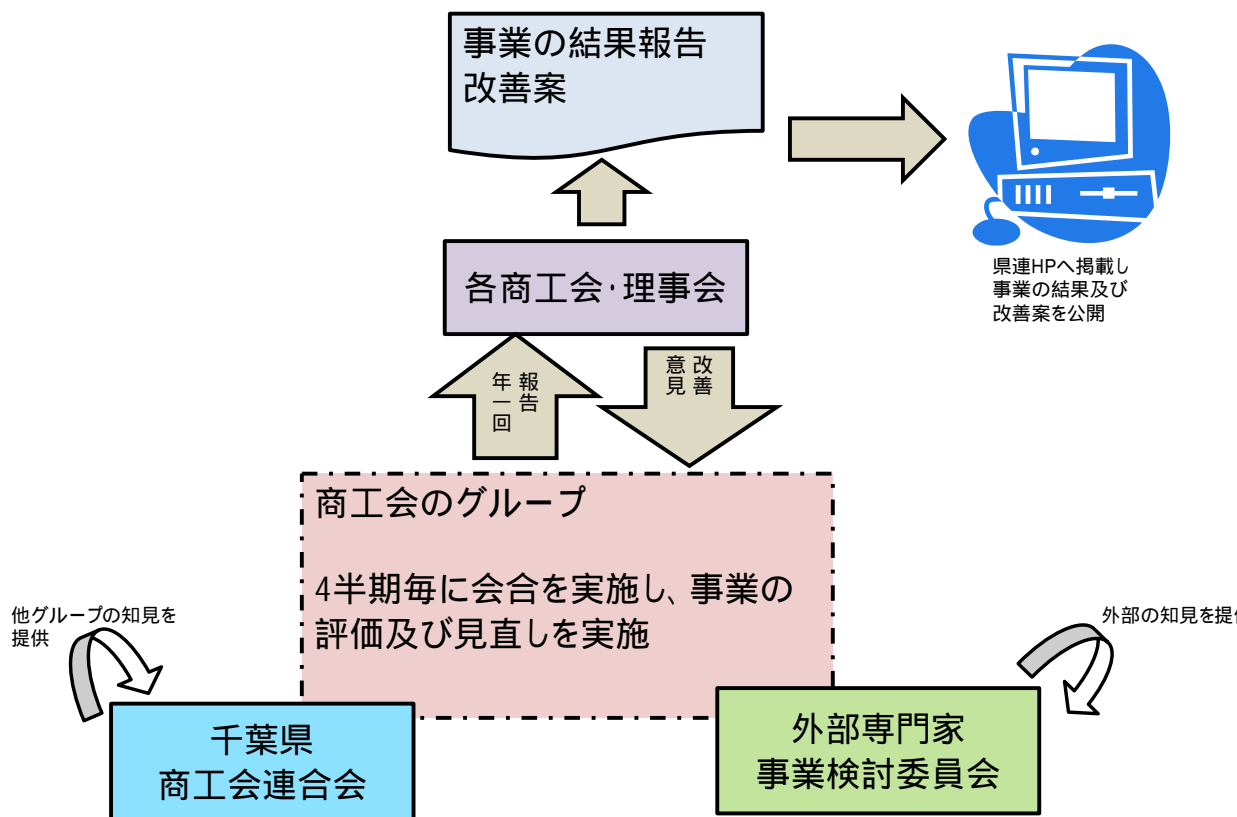 事業の結果報告
改善案
県連HPへ掲載し
事業の結果及び
改善案を公開
各商工会・理事会
報告
年一回
改善
意見
商工会のグループ
4半期毎に会合を実施し、事業の
評価及び見直しを実施
他グループの知見を
提供
外部の知見を提
千葉県
商工会連合会
外部専門家
事業検討委員会